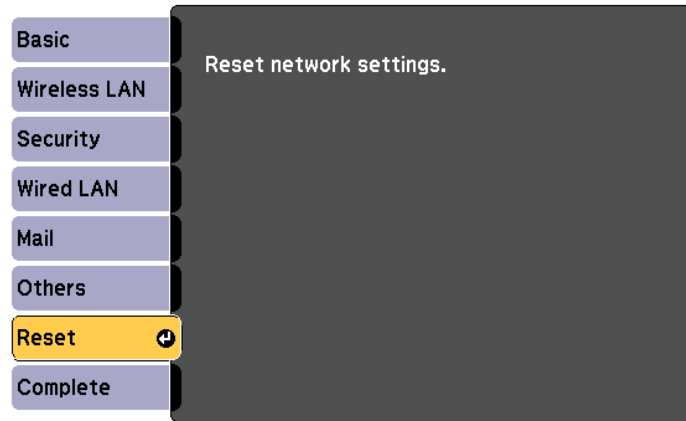 Basic
Wireless LAN
Security
Wired LAN
Mail
Others
Reset
Complete
Reset network settings.